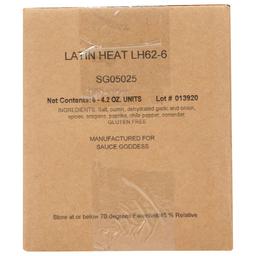 LATIN HEAT LH62-6
SG05025
Net Contents: 6 - 4.2 OZ. UNITS Lot # 013920
INGREDIENTS: Salt, cumin, dehydrated garlic and onion,
spices, oregano, paprika, chile pepper, coriander.
GLUTEN FREE
MANUFACTURED FOR
SAUCE GODDESS
Store at or below 70 degrees Farenheit/45 % Relative